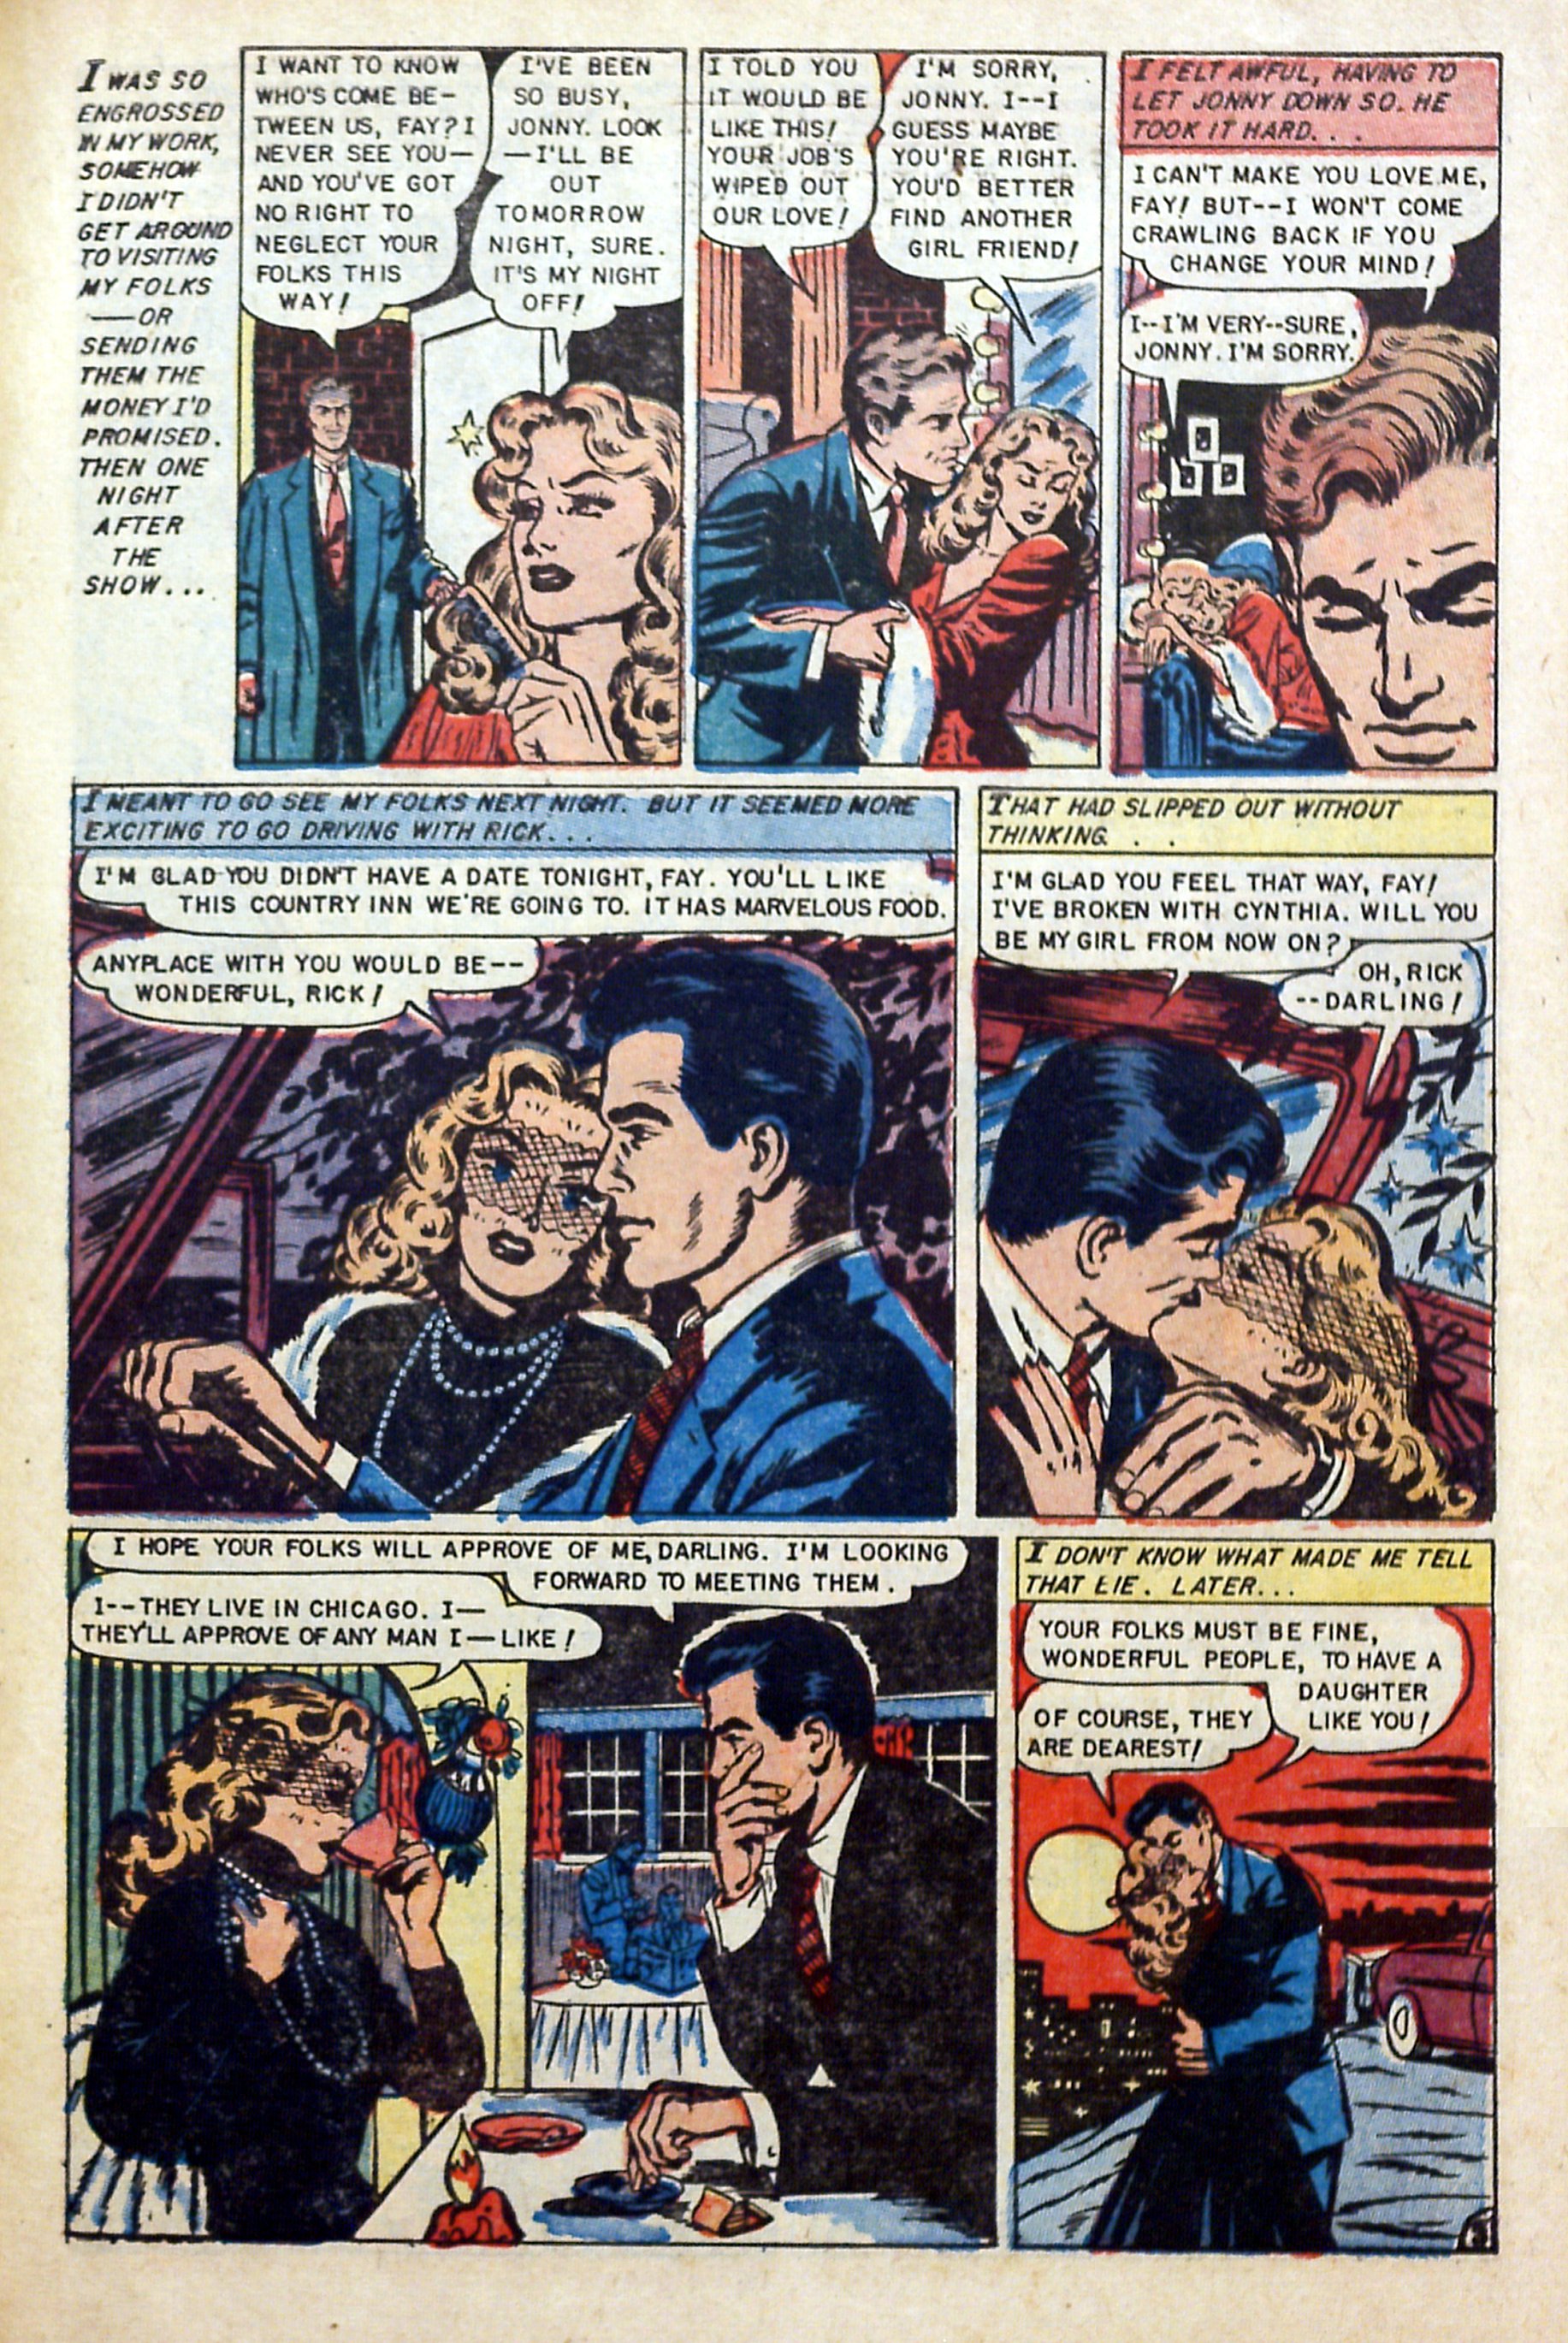 I WAS SO
ENGROSSED
IN MY WORK,
SOMEHOW
I DIDN'T
GET AROUND
TO VISITING
MY FOLKS
—OR
SENDING
THEM THE
MONEY I'D
PROMISED.
THEN ONE
NIGHT
AFTER
THE
SHOW...
I WANT TO KNOW
WHO'S COME BE-
TWEEN US, FAY? I
NEVER SEE YOU—
AND YOU'VE GOT
NO RIGHT TO
NEGLECT YOUR
FOLKS THIS
WAY!
I'VE BEEN
SO BUSY,
JONNY. LOOK
—I'LL BE
OUT
TOMORROW
NIGHT, SURE.
IT'S MY NIGHT
OFF!
I TOLD YOU
IT WOULD BE
LIKE THIS!
YOUR JOB'S
WIPED OUT
OUR LOVE!
I'M SORRY,
JONNY. I--I
GUESS MAYBE
YOU'RE RIGHT.
YOU'D BETTER
FIND ANOTHER
GIRL FRIEND!
I FELT AWFUL, HAVING TO
LET JONNY DOWN SO. HE
TOOK IT HARD...
I CAN'T MAKE YOU LOVE ME,
FAY! BUT--I WON'T COME
CRAWLING BACK IF YOU
CHANGE YOUR MIND!
I--I'M VERY--SURE,
JONNY. I'M SORRY.
I MEANT TO GO SEE MY FOLKS NEXT NIGHT. BUT IT SEEMED MORE
EXCITING TO GO DRIVING WITH RICK...
I'M GLAD YOU DIDN'T HAVE A DATE TONIGHT, FAY. YOU'LL LIKE
THIS COUNTRY INN WE'RE GOING TO. IT HAS MARVELOUS FOOD.
ANYPLACE WITH YOU WOULD BE--
WONDERFUL, RICK!
THAT HAD SLIPPED OUT WITHOUT
THINKING...
I'M GLAD YOU FEEL THAT WAY, FAY!
I'VE BROKEN WITH CYNTHIA. WILL YOU
BE MY GIRL FROM NOW ON?
OH, RICK
--DARLING!
I HOPE YOUR FOLKS WILL APPROVE OF ME, DARLING. I'M LOOKING
FORWARD TO MEETING THEM.
I--THEY LIVE IN CHICAGO. I—
THEY'LL APPROVE OF ANY MAN I—LIKE!
I DON'T KNOW WHAT MADE ME TELL
THAT LIE. LATER...
YOUR FOLKS MUST BE FINE,
WONDERFUL PEOPLE, TO HAVE A
DAUGHTER
LIKE YOU!
OF COURSE, THEY
ARE DEAREST!